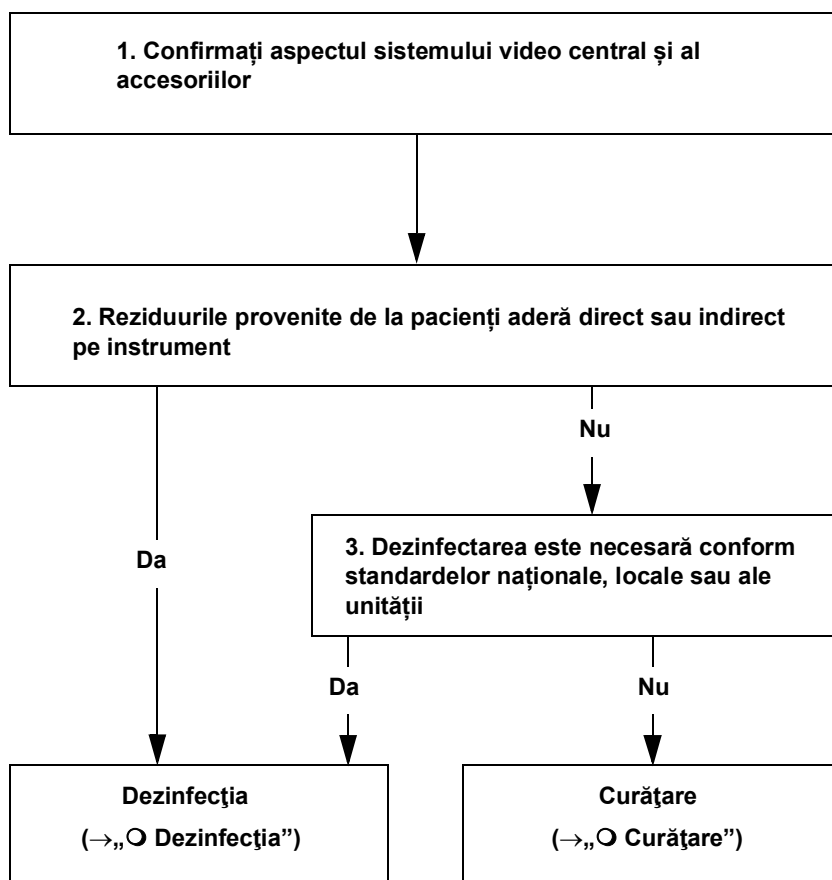 1. Confirmați aspectul sistemului video central și al
accesoriilor
2. Reziduurile provenite de la pacienți aderă direct sau indirect
pe instrument
Nu
Da
3. Dezinfectarea este necesară conform
standardelor naționale, locale sau ale
unității
Da
Nu
Dezinfecţia
(→„❍ Dezinfecţia”)
Curăţare
(→„❍ Curăţare”)